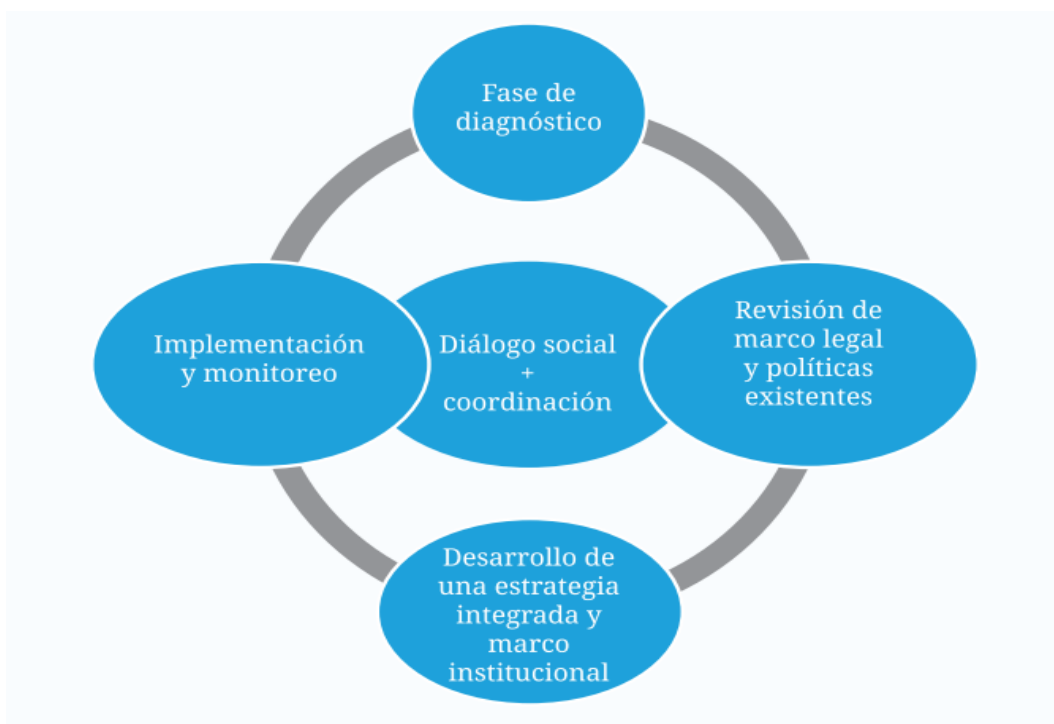 Fase de
diagnóstico
Implementación
y monitoreo
Diálogo social
+
coordinación
Revisión de
marco legal
y políticas
existentes
Desarrollo de
una estrategia
integrada y
marco
institucional